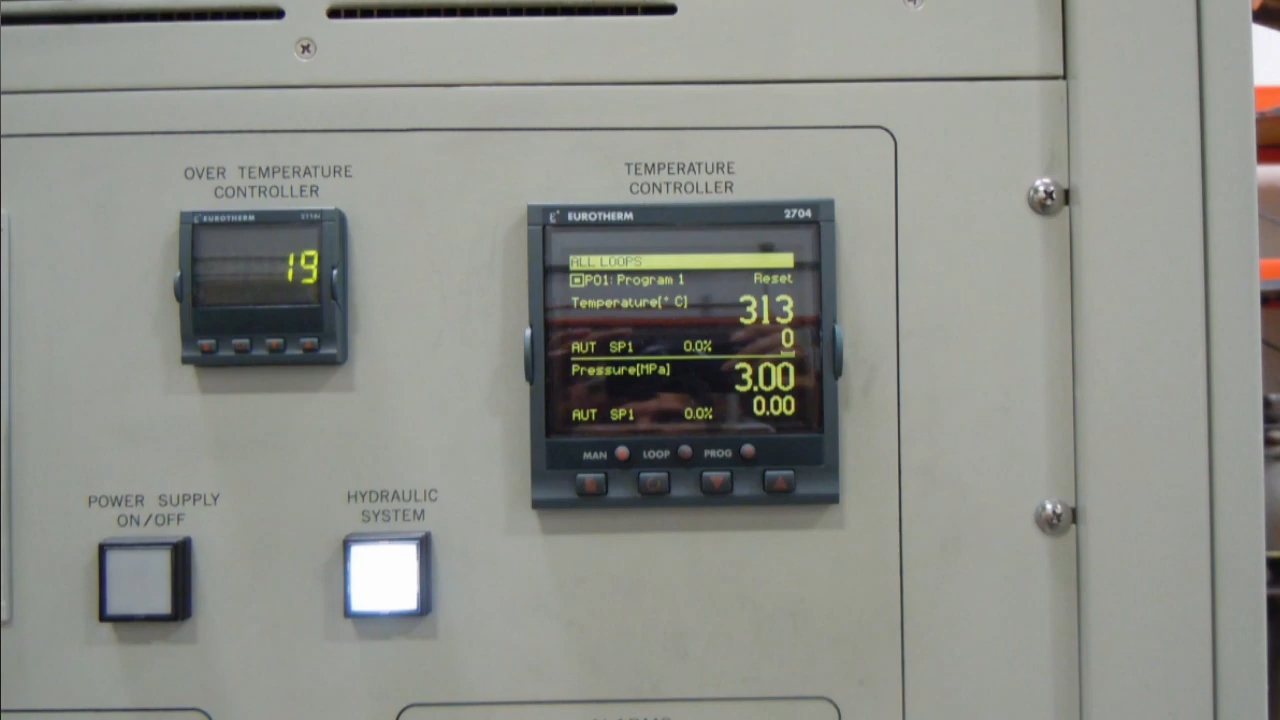 OVER TEMPERATURE
CONTROLLER
EUROTHERM
19
TEMPERATURE
CONTROLLER
EUROTHERM 2704
ALL LOOPS
P01: Program 1 Reset
Temperature[°C] 313
0
AUT SP1 0.0%
Pressure[MPa] 3.00
0.00
AUT SP1 0.0%
MAN LOOP PROG
POWER SUPPLY
ON/OFF
HYDRAULIC
SYSTEM